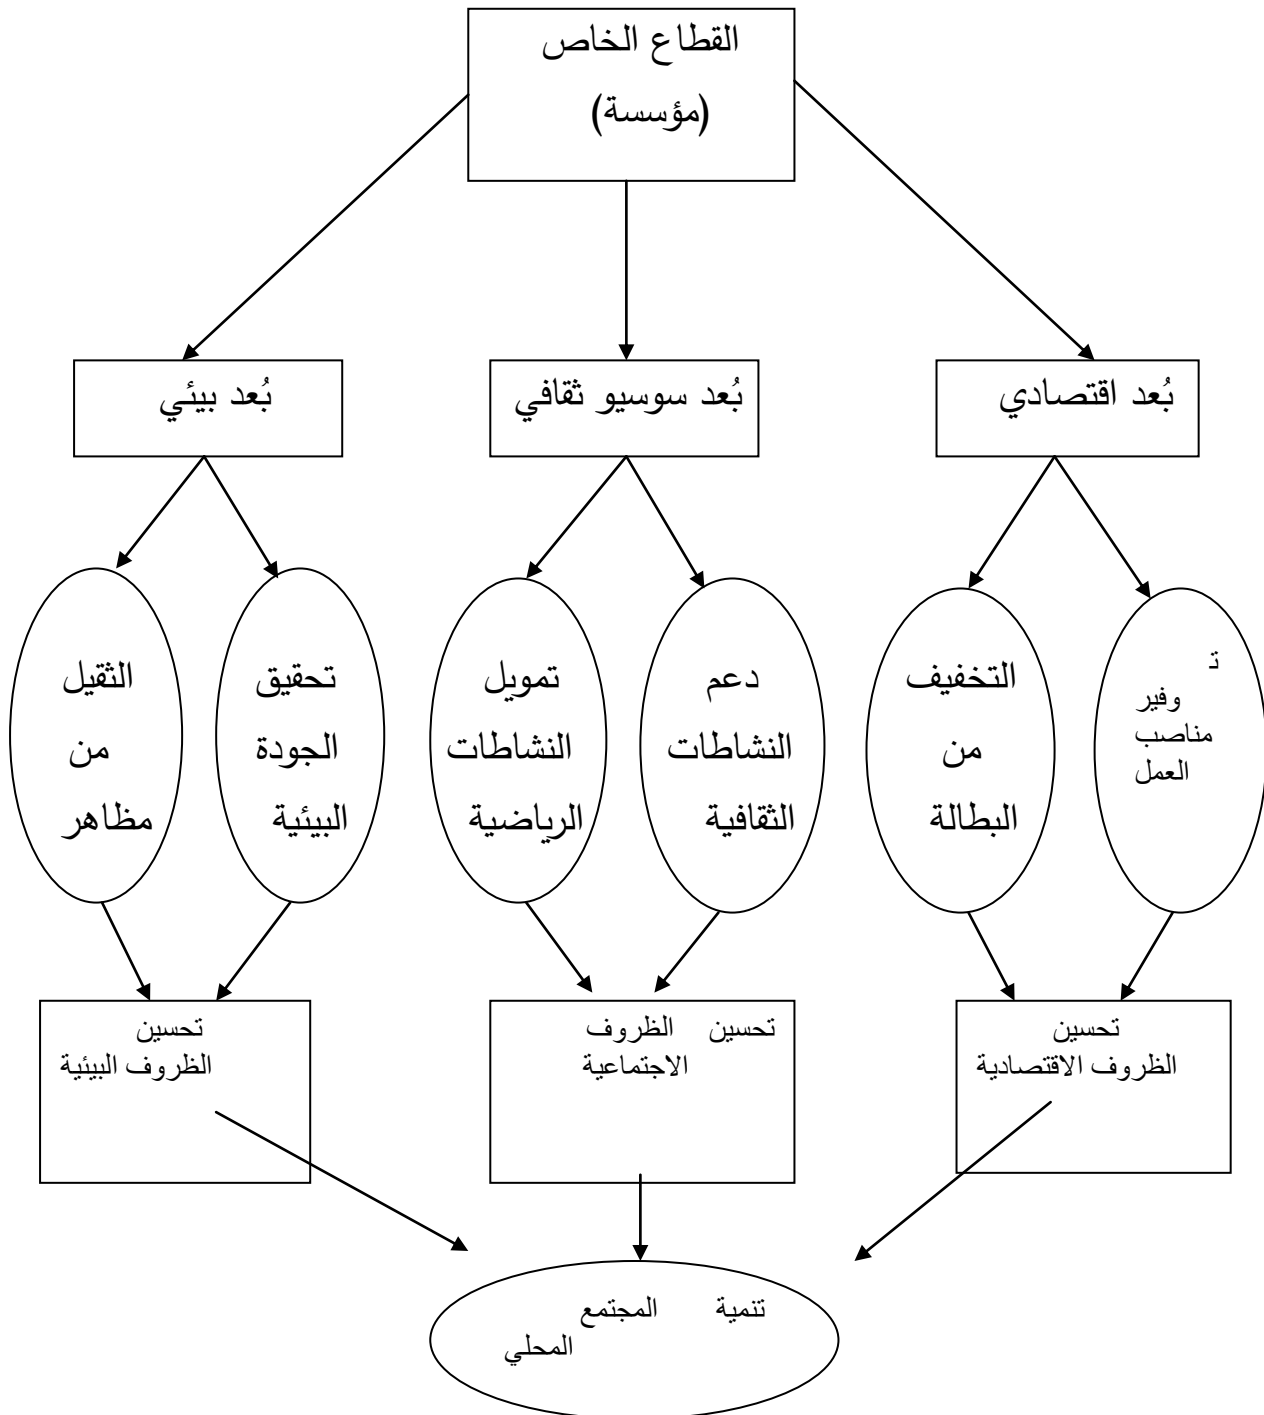 القطاع الخاص
(مؤسسة)
بُعد اقتصادي
بُعد سوسيو ثقافي
بُعد بيئي
ت
وفير
مناصب
العمل
التخفيف
من
البطالة
دعم
النشاطات
الثقافية
تمويل
النشاطات
الرياضية
تحقيق
الجودة
البيئية
الثقيل
من
مظاهر
تحسين
الظروف الاقتصادية
تحسين الظروف
الاجتماعية
تحسين
الظروف البيئية
تنمية المجتمع
المحلي